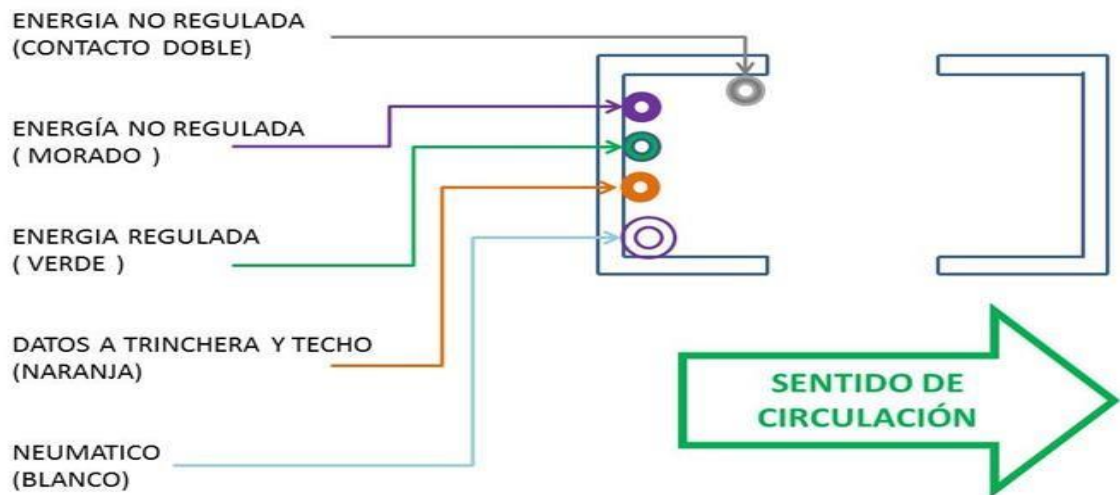 ENERGIA NO REGULADA
(CONTACTO DOBLE)
ENERGÍA NO REGULADA
( MORADO )
ENERGIA REGULADA
( VERDE )
DATOS A TRINCHERA Y TECHO
(NARANJA)
NEUMATICO
(BLANCO)
SENTIDO DE
CIRCULACIÓN